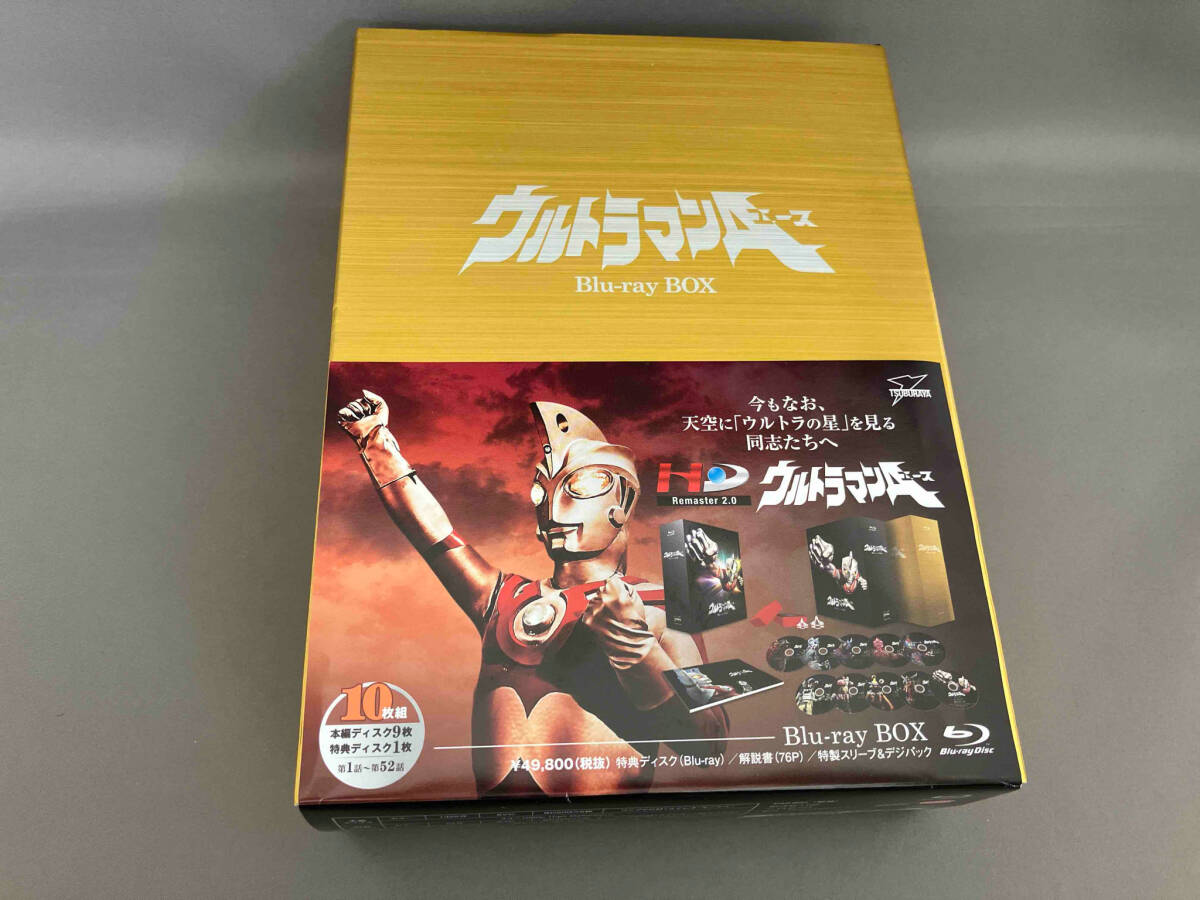 ウルトラマンA
エース
Blu-ray BOX
TSUBURAYA
今もなお、
天空に「ウルトラの星」を見る
同志たちへ
HD
Remaster 2.0
ウルトラマンA
エース
10枚組
本編ディスク9枚
特典ディスク1枚
第1話~第52話
Blu-ray BOX
Blu-ray Disc
¥49,800(税抜) 特典ディスク(Blu-ray)/解説書(76P)/特製スリーブ&デジパック